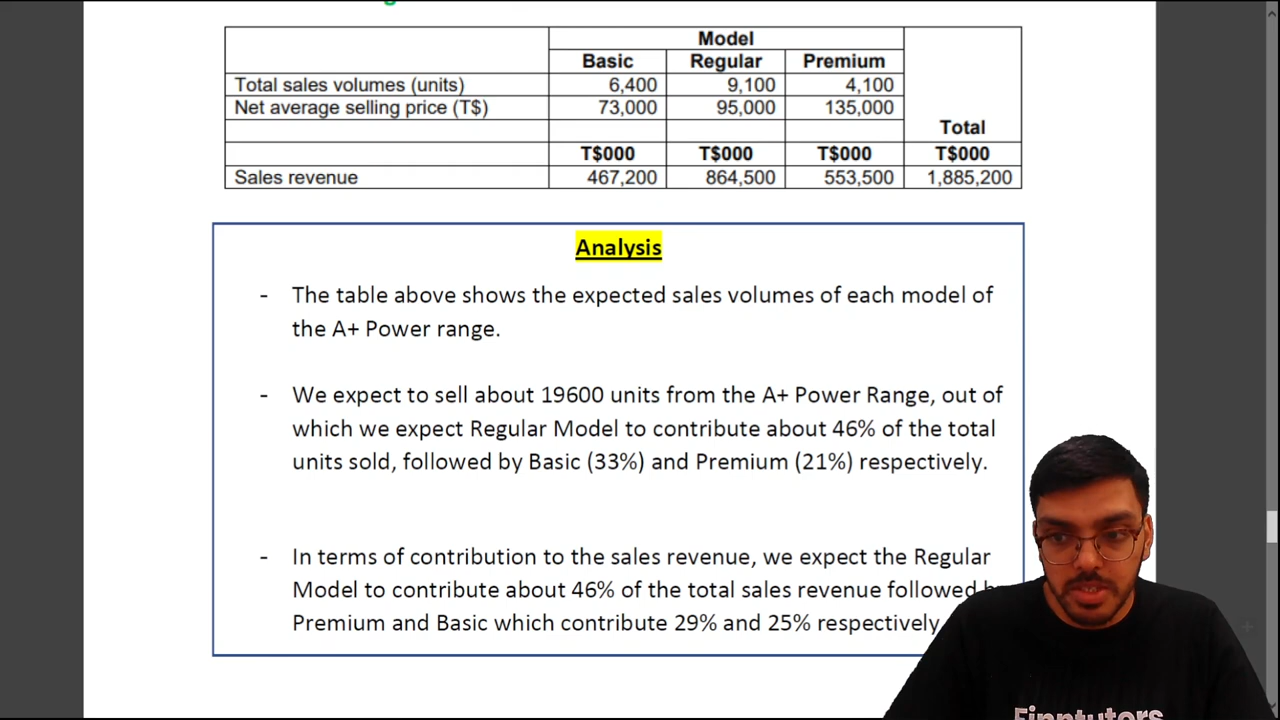 Model
Basic Regular Premium
Total sales volumes (units) 6,400 9,100 4,100
Net average selling price (T$) 73,000 95,000 135,000
Total
T$000 T$000 T$000 T$000
Sales revenue 467,200 864,500 553,500 1,885,200
Analysis
- The table above shows the expected sales volumes of each model of
the A+ Power range.
- We expect to sell about 19600 units from the A+ Power Range, out of
which we expect Regular Model to contribute about 46% of the total
units sold, followed by Basic (33%) and Premium (21%) respectively.
- In terms of contribution to the sales revenue, we expect the Regular
Model to contribute about 46% of the total sales revenue followed
Premium and Basic which contribute 29% and 25% respectively
Finntutors